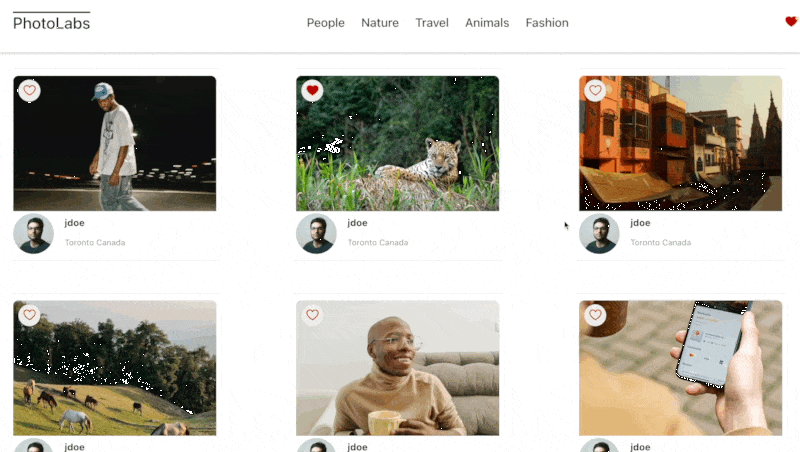 PhotoLabs
People Nature Travel Animals Fashion
jdoe
Toronto Canada
jdoe
Toronto Canada
jdoe
Toronto Canada
jdoe
jdoe
jdoe